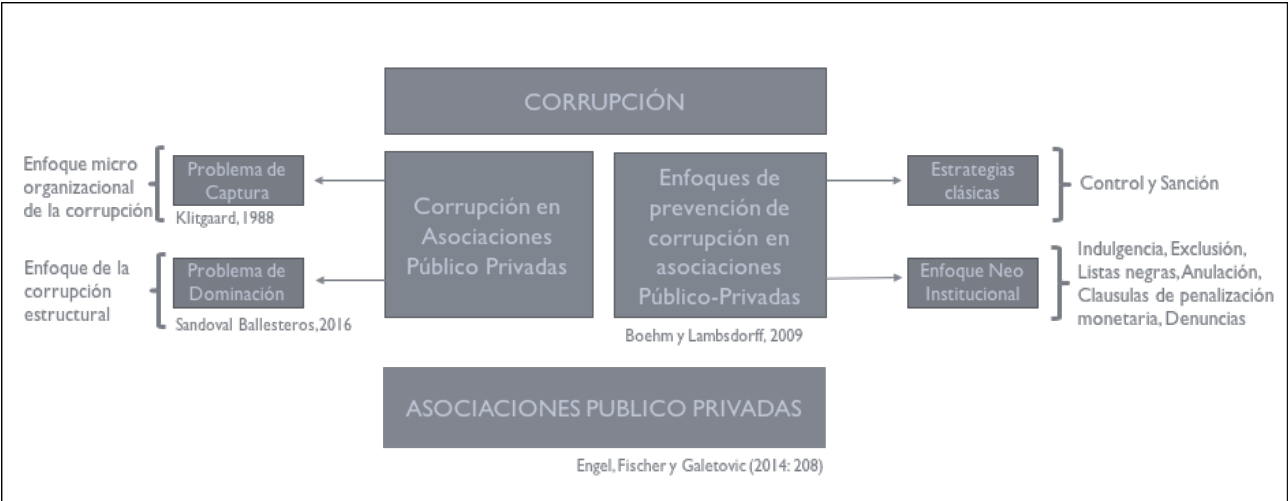 CORRUPCIÓN
Enfoque micro
organizacional
de la corrupción
Problema de
Captura
Klitgaard, 1988
Enfoque de la
corrupción
estructural
Problema de
Dominación
Sandoval Ballesteros,2016
Corrupción en
Asociaciones
Público Privadas
Enfoques de
prevención de
corrupción en
asociaciones
Público-Privadas
Boehm y Lambsdorff, 2009
Estrategias
clásicas
Control y Sanción
Enfoque Neo
Institucional
Indulgencia, Exclusión,
Listas negras, Anulación,
Clausulas de penalización
monetaria, Denuncias
ASOCIACIONES PUBLICO PRIVADAS
Engel, Fischer y Galetovic (2014: 208)